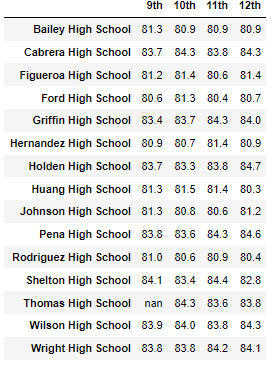 9th 10th 11th 12th
Bailey High School 81.3 80.9 80.9 80.9
Cabrera High School 83.7 84.3 83.8 84.3
Figueroa High School 81.2 81.4 80.6 81.4
Ford High School 80.6 81.3 80.4 80.7
Griffin High School 83.4 83.7 84.3 84.0
Hernandez High School 80.9 80.7 81.4 80.9
Holden High School 83.7 83.3 83.8 84.7
Huang High School 81.3 81.5 81.4 80.3
Johnson High School 81.3 80.8 80.6 81.2
Pena High School 83.8 83.6 84.3 84.6
Rodriguez High School 81.0 80.6 80.9 80.4
Shelton High School 84.1 83.4 84.4 82.8
Thomas High School nan 84.3 83.6 83.8
Wilson High School 83.9 84.0 83.8 84.3
Wright High School 83.8 83.8 84.2 84.1